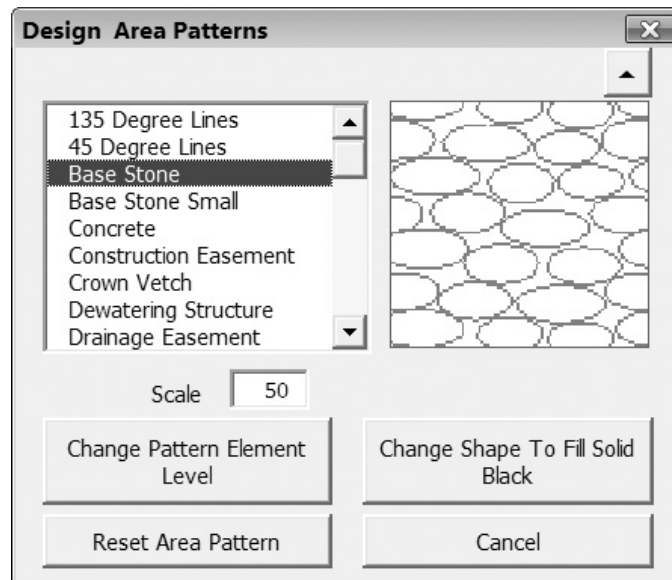 Design Area Patterns
135 Degree Lines
45 Degree Lines
Base Stone
Base Stone Small
Concrete
Construction Easement
Crown Vetch
Dewatering Structure
Drainage Easement
Scale 50
Change Pattern Element
Level
Change Shape To Fill Solid
Black
Reset Area Pattern
Cancel